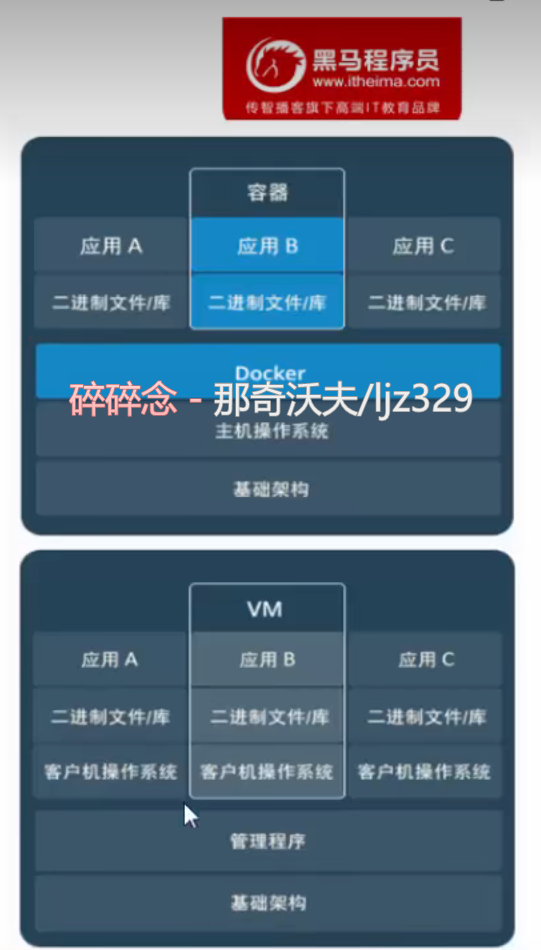 黑马程序员
www.itheima.com
传智播客旗下高端IT教育品牌
容器
应用 A 应用 B 应用 C
二进制文件/库 二进制文件/库 二进制文件/库
Docker
碎碎念 - 那奇沃夫/ljz329
主机操作系统
基础架构
VM
应用 A 应用 B 应用 C
二进制文件/库 二进制文件/库 二进制文件/库
客户机操作系统 客户机操作系统 客户机操作系统
管理程序
基础架构